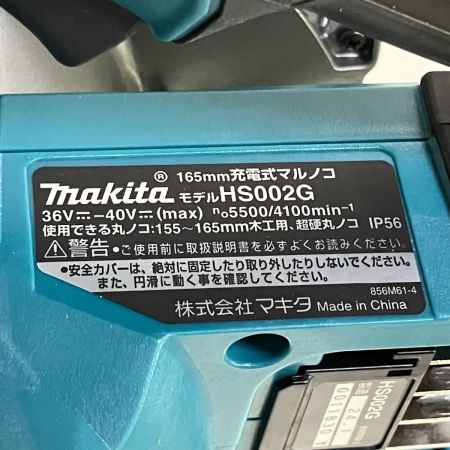 ® 165mm充電式マルノコ
makita モデルHS002G
36V⎓-40V⎓(max) n₀5500/4100min⁻¹
使用できる丸ノコ:155~165mm木工用、超硬丸ノコ IP56
⚠警告 •ご使用前に取扱説明書を必ずよくお読みください。
•安全カバーは、絶対に固定したり取り外したりしないでください。
また、円滑に動く事を確認してください。
856M61-4
株式会社 マキタ Made in China
HS002G
24.1